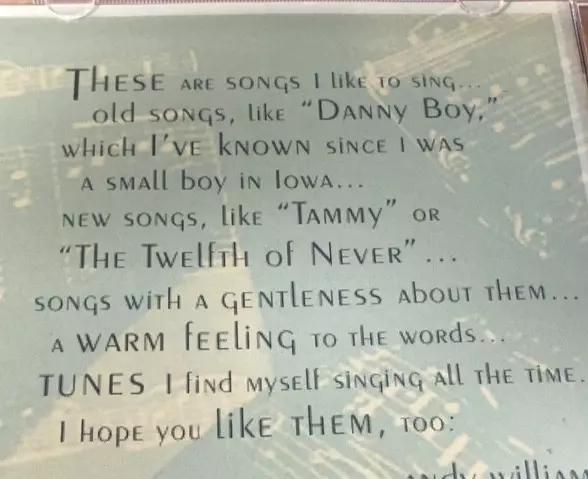 THESE ARE SONGS I likE TO SING...
old SONGS, likE "DANNY BOY,"
which I'VE kNOWN SINCE I WAS
A SMAll boy IN IOWA...
NEW SONGS, likE "TAMMY" OR
"THE TWElfTH of NEVER" ...
SONGS WITH A GENTLENESS AbOUT THEM...
A WARM fEEliNG TO THE WORds...
TUNES I find MYSElf SINGING All THE TIME.
I HOPE yOU likE THEM, TOO:
andy williams